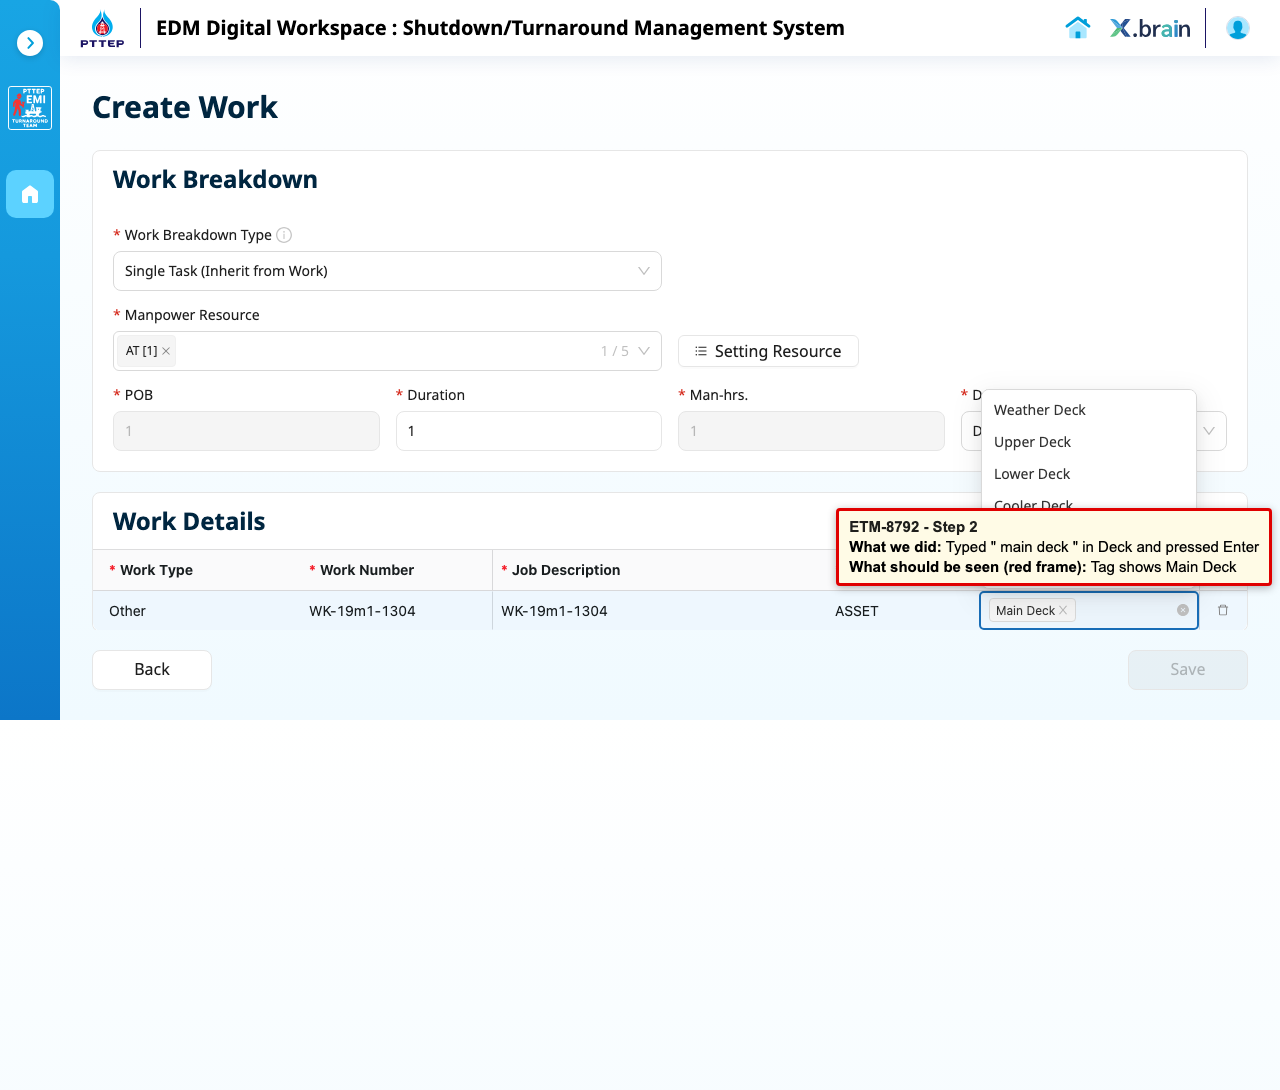 PTTEP
EDM Digital Workspace : Shutdown/Turnaround Management System
X.brain
PTTEP
EMI
TURNAROUND
TEAM
Create Work
Work Breakdown
* Work Breakdown Type
Single Task (Inherit from Work)
* Manpower Resource
AT [1]
1 / 5
Setting Resource
* POB
* Duration
* Man-hrs.
* D
1
1
1
D
Weather Deck
Upper Deck
Lower Deck
Cooler Deck
Work Details
ETM-8792 - Step 2
What we did: Typed " main deck " in Deck and pressed Enter
What should be seen (red frame): Tag shows Main Deck
* Work Type
* Work Number
* Job Description
Other
WK-19m1-1304
WK-19m1-1304
ASSET
Main Deck
Back
Save